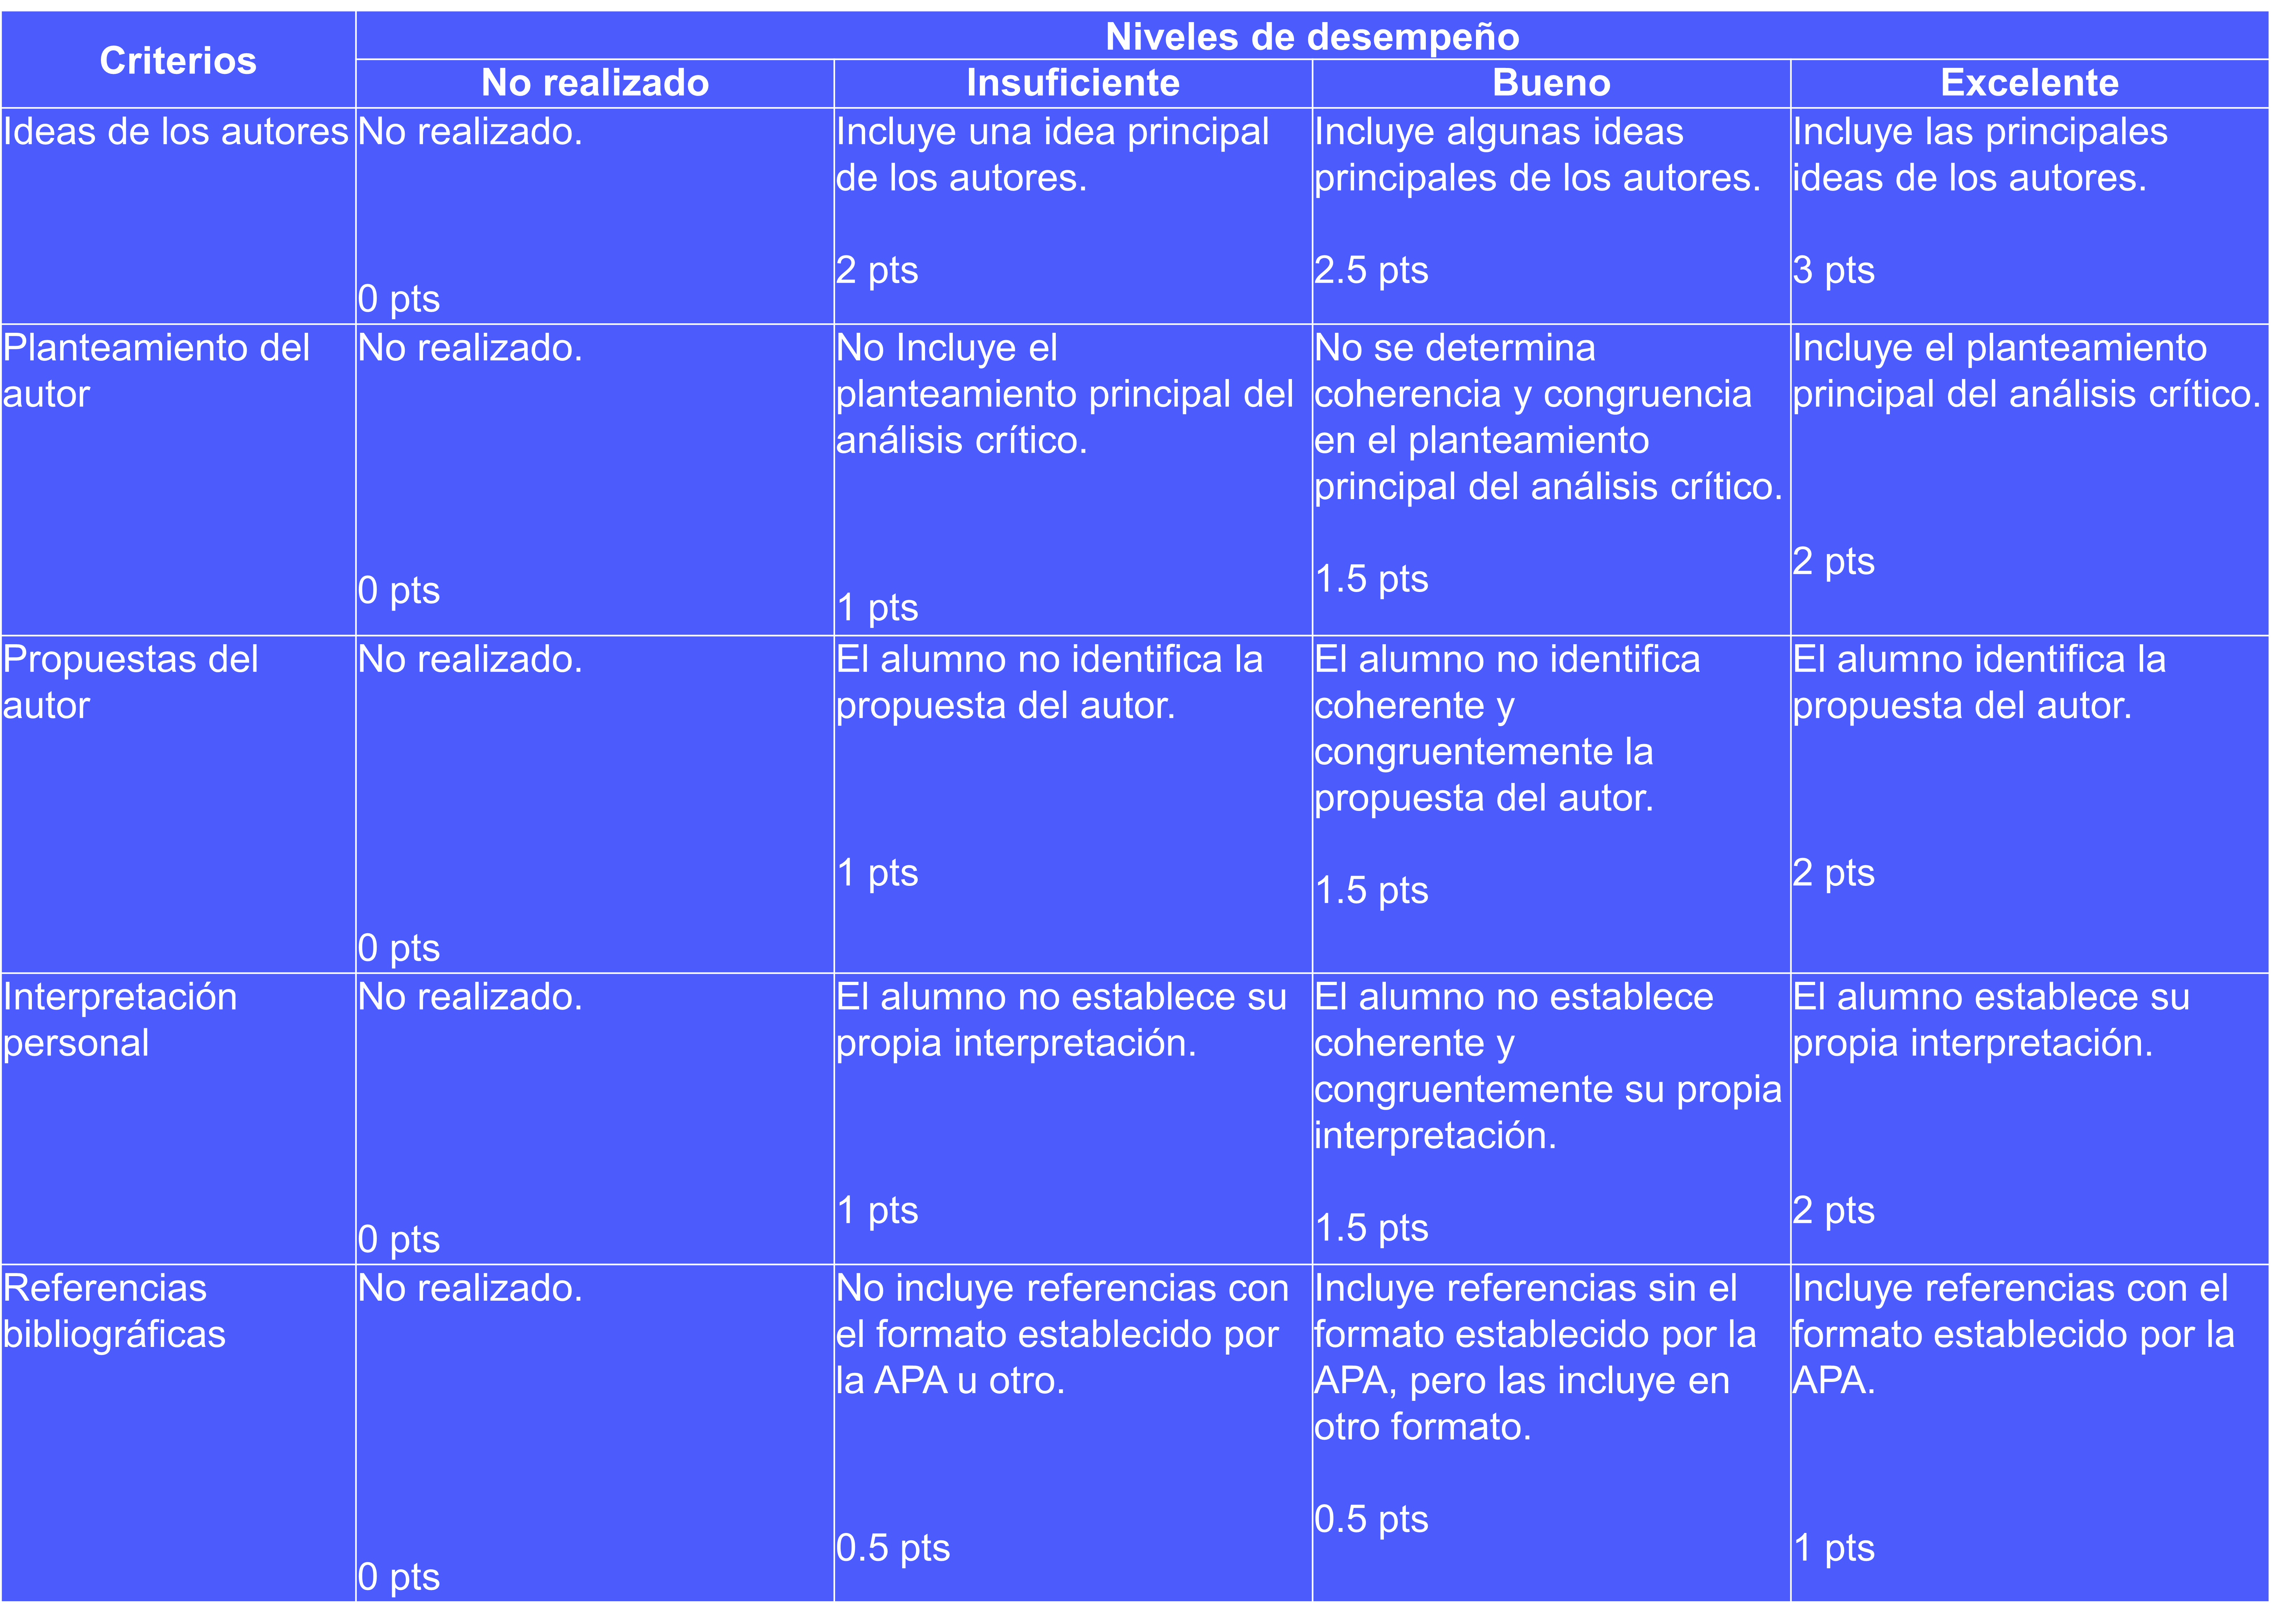 Criterios
Niveles de desempeño
No realizado
Insuficiente
Bueno
Excelente
Ideas de los autores
No realizado.
0 pts
Incluye una idea principal
de los autores.
2 pts
Incluye algunas ideas
principales de los autores.
2.5 pts
Incluye las principales
ideas de los autores.
3 pts
Planteamiento del
autor
No realizado.
0 pts
No Incluye el
planteamiento principal del
análisis crítico.
1 pts
No se determina
coherencia y congruencia
en el planteamiento
principal del análisis crítico.
1.5 pts
Incluye el planteamiento
principal del análisis crítico.
2 pts
Propuestas del
autor
No realizado.
0 pts
El alumno no identifica la
propuesta del autor.
1 pts
El alumno no identifica
coherente y
congruentemente la
propuesta del autor.
1.5 pts
El alumno identifica la
propuesta del autor.
2 pts
Interpretación
personal
No realizado.
0 pts
El alumno no establece su
propia interpretación.
1 pts
El alumno no establece
coherente y
congruentemente su propia
interpretación.
1.5 pts
El alumno establece su
propia interpretación.
2 pts
Referencias
bibliográficas
No realizado.
0 pts
No incluye referencias con
el formato establecido por
la APA u otro.
0.5 pts
Incluye referencias sin el
formato establecido por la
APA, pero las incluye en
otro formato.
0.5 pts
Incluye referencias con el
formato establecido por la
APA.
1 pts